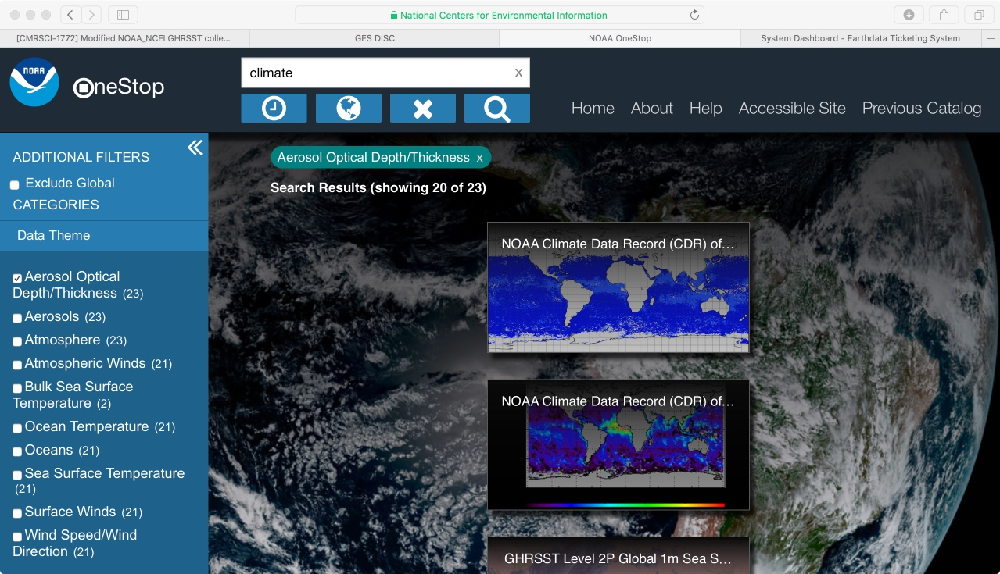 National Centers for Environmental Information
[CMRSCI-1772] Modified NOAA_NCEI GHRSST colle...
GES DISC
NOAA OneStop
System Dashboard - Earthdata Ticketing System
NOAA
OneStop
climate
x
Home
About
Help
Accessible Site
Previous Catalog
ADDITIONAL FILTERS
Exclude Global
CATEGORIES
Data Theme
Aerosol Optical
Depth/Thickness (23)
Aerosols (23)
Atmosphere (23)
Atmospheric Winds (21)
Bulk Sea Surface
Temperature (2)
Ocean Temperature (21)
Oceans (21)
Sea Surface Temperature
(21)
Surface Winds (21)
Wind Speed/Wind
Direction (21)
Aerosol Optical Depth/Thickness x
Search Results (showing 20 of 23)
NOAA Climate Data Record (CDR) of...
NOAA Climate Data Record (CDR) of...
GHRSST Level 2P Global 1m Sea S...